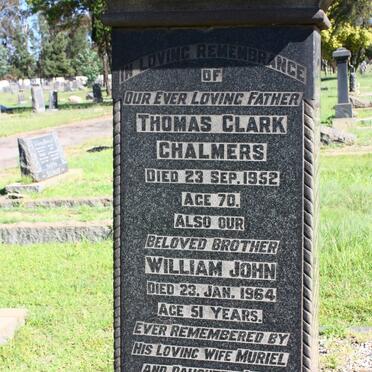 IN LOVING REMEMBRANCE
OF
OUR EVER LOVING FATHER
THOMAS CLARK
CHALMERS
DIED 23 SEP. 1952
AGE 70.
ALSO OUR
BELOVED BROTHER
WILLIAM JOHN
DIED 23. JAN. 1964
AGE 51 YEARS.
EVER REMEMBERED BY
HIS LOVING WIFE MURIEL
AND